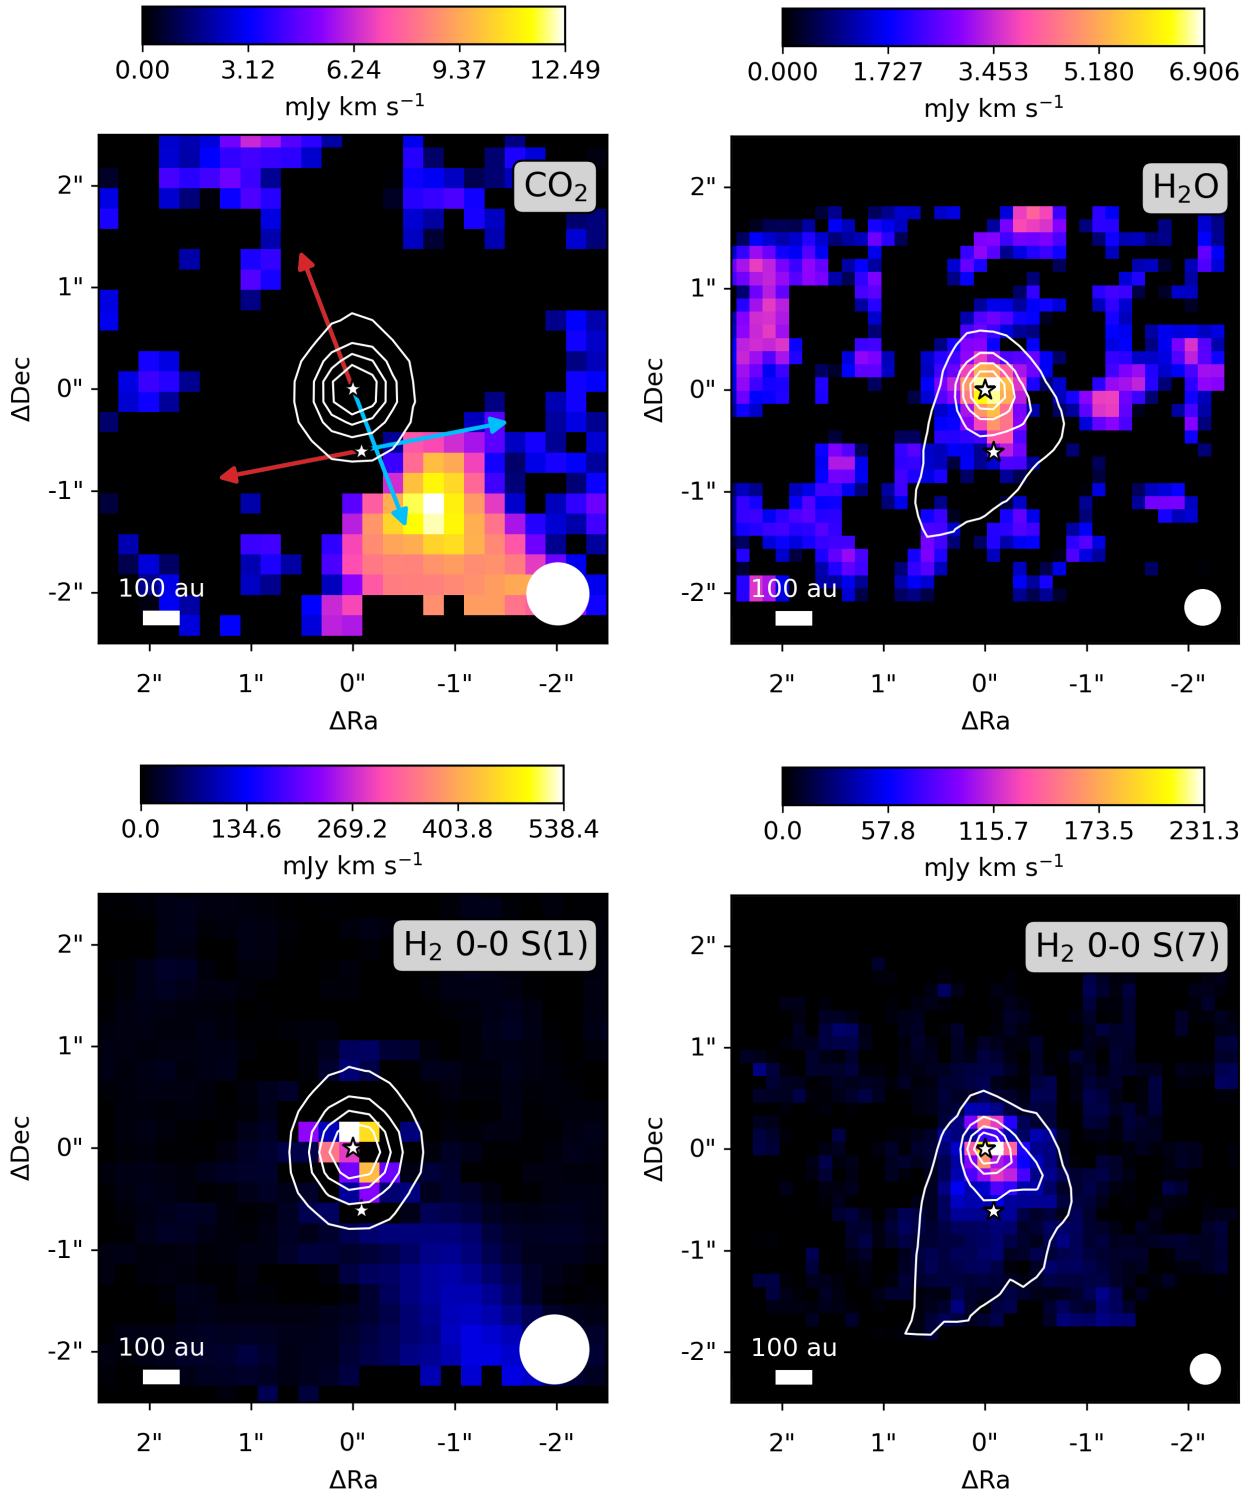 0.00 3.12 6.24 9.37 12.49
mJy km s⁻¹
CO₂
2"
1"
0"
-1"
-2"
ΔDec
100 au
2" 1" 0" -1" -2"
ΔRa
0.000 1.727 3.453 5.180 6.906
mJy km s⁻¹
H₂O
2"
1"
0"
-1"
-2"
ΔDec
100 au
2" 1" 0" -1" -2"
ΔRa
0.0 134.6 269.2 403.8 538.4
mJy km s⁻¹
H₂ 0-0 S(1)
2"
1"
0"
-1"
-2"
ΔDec
100 au
2" 1" 0" -1" -2"
ΔRa
0.0 57.8 115.7 173.5 231.3
mJy km s⁻¹
H₂ 0-0 S(7)
2"
1"
0"
-1"
-2"
ΔDec
100 au
2" 1" 0" -1" -2"
ΔRa